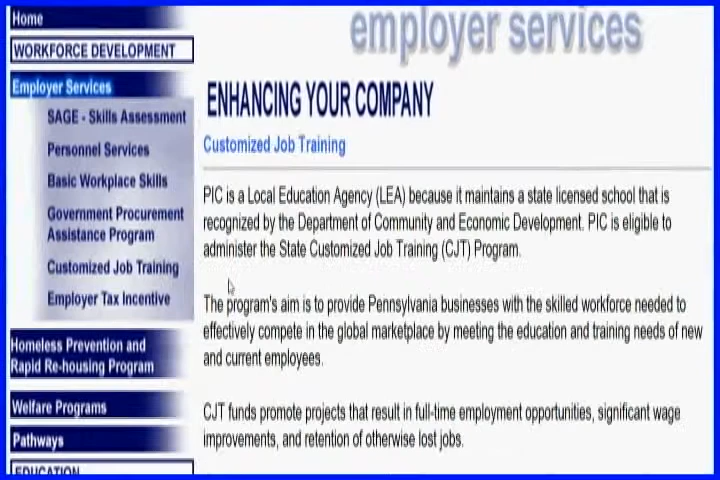 Home
WORKFORCE DEVELOPMENT
Employer Services
SAGE - Skills Assessment
Personnel Services
Basic Workplace Skills
Government Procurement
Assistance Program
Customized Job Training
Employer Tax Incentive
Homeless Prevention and
Rapid Re-housing Program
Welfare Programs
Pathways
EDUCATION
employer services
ENHANCING YOUR COMPANY
Customized Job Training
PIC is a Local Education Agency (LEA) because it maintains a state licensed school that is
recognized by the Department of Community and Economic Development. PIC is eligible to
administer the State Customized Job Training (CJT) Program.
The program's aim is to provide Pennsylvania businesses with the skilled workforce needed to
effectively compete in the global marketplace by meeting the education and training needs of new
and current employees.
CJT funds promote projects that result in full-time employment opportunities, significant wage
improvements, and retention of otherwise lost jobs.